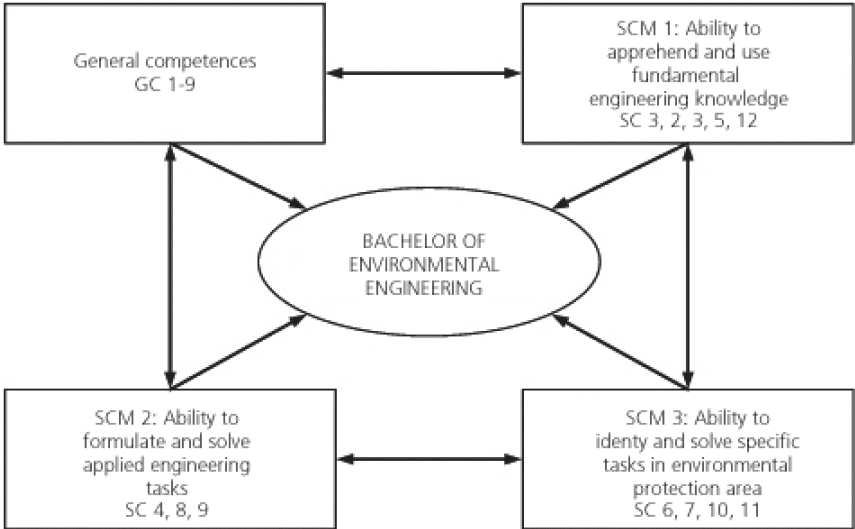 General competences
GC 1-9
SCM 1: Ability to
apprehend and use
fundamental
engineering knowledge
SC 3, 2, 3, 5, 12
BACHELOR OF
ENVIRONMENTAL
ENGINEERING
SCM 2: Ability to
formulate and solve
applied engineering
tasks
SC 4, 8, 9
SCM 3: Ability to
identy and solve specific
tasks in environmental
protection area
SC 6, 7, 10, 11